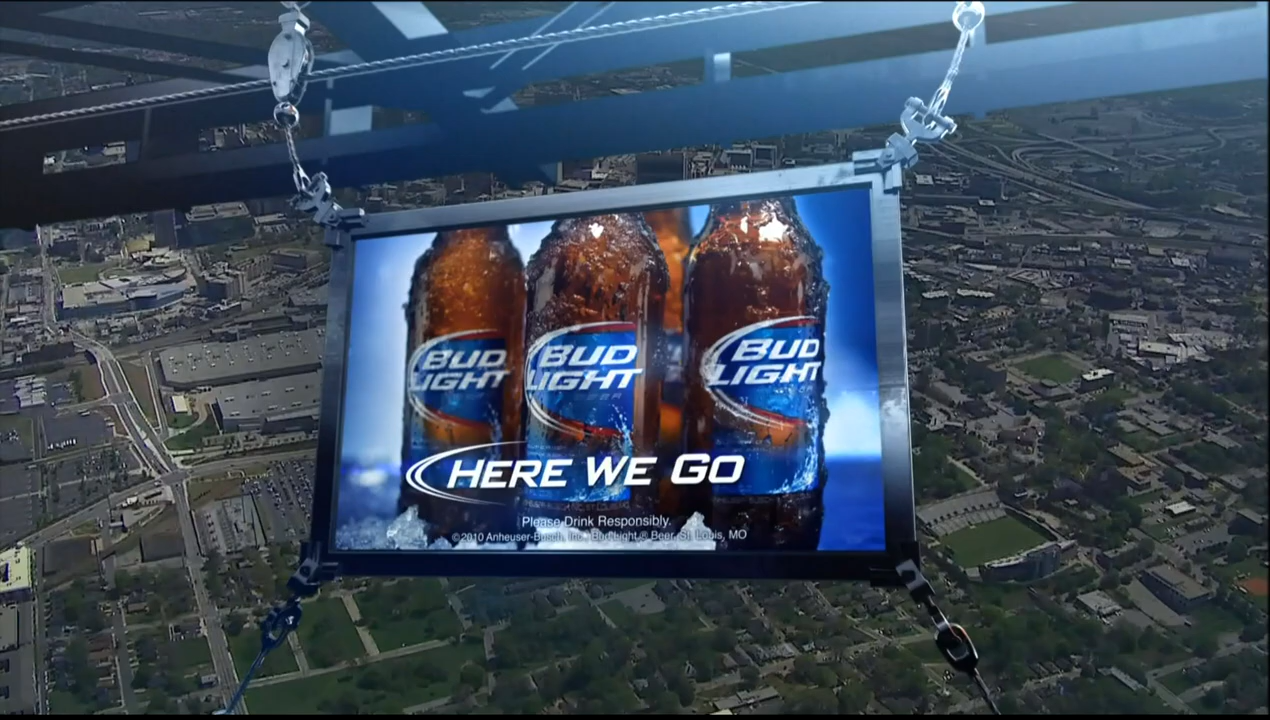 BUD
LIGHT
BUD
LIGHT
BEER
BUD
LIGHT
HERE WE GO
Please Drink Responsibly.
©2010 Anheuser-Busch, Inc., Bud Light® Beer, St. Louis, MO